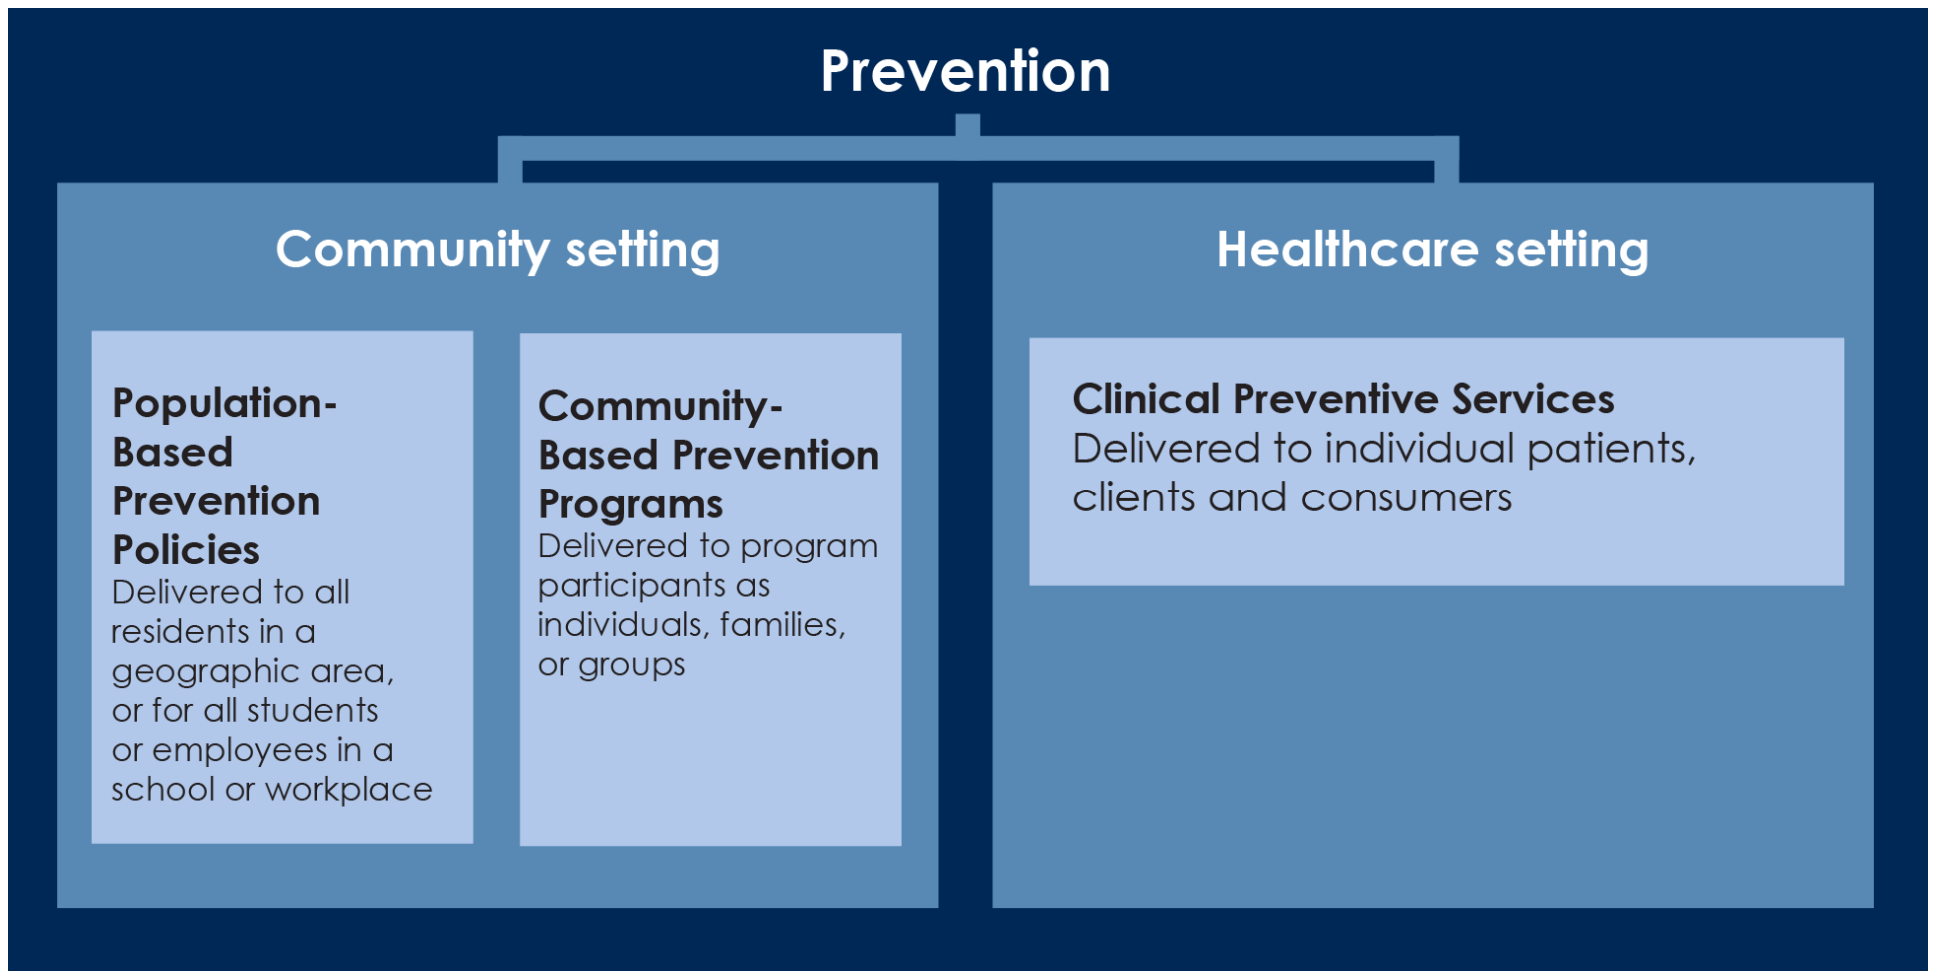 Prevention
Community setting
Population-
Based
Prevention
Policies
Delivered to all
residents in a
geographic area,
or for all students
or employees in a
school or workplace
Community-
Based Prevention
Programs
Delivered to program
participants as
individuals, families,
or groups
Healthcare setting
Clinical Preventive Services
Delivered to individual patients,
clients and consumers